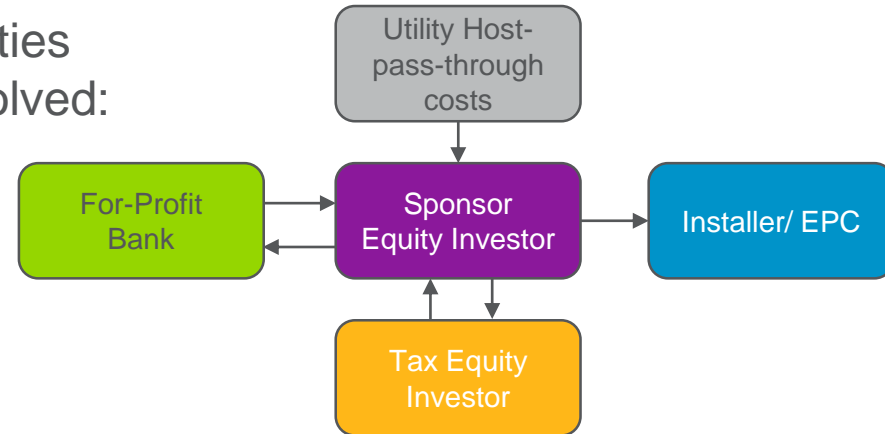 ties
olved:
Utility Host-
pass-through
costs
For-Profit
Bank
Sponsor
Equity Investor
Installer/ EPC
Tax Equity
Investor